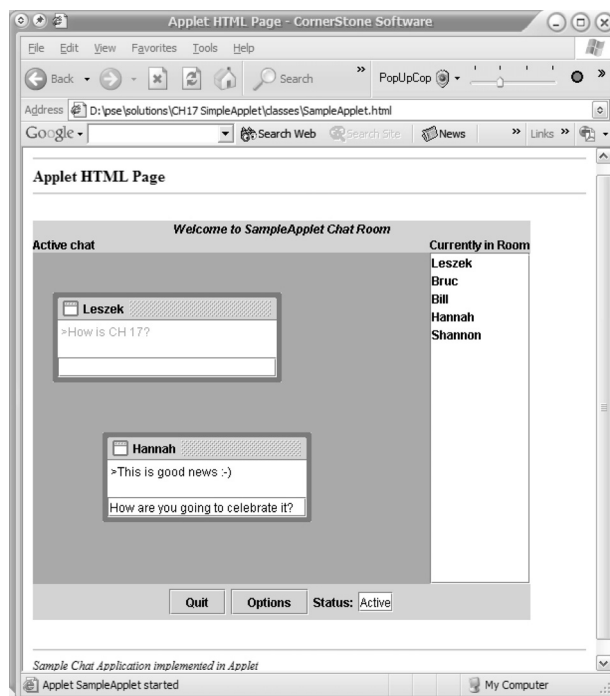 Applet HTML Page - CornerStone Software
File Edit View Favorites Tools Help
Back Search » PopUpCop »
Address D:\pse\solutions\CH17 SimpleApplet\classes\SampleApplet.html
Google Search Web Search Site News » Links »
Applet HTML Page
Welcome to SampleApplet Chat Room
Active chat Currently in Room
Leszek
Bruc
Bill
Hannah
Shannon
Leszek
>How is CH 17?
Hannah
>This is good news :-)
How are you going to celebrate it?
Quit Options Status: Active
Sample Chat Application implemented in Applet
Applet SampleApplet started My Computer